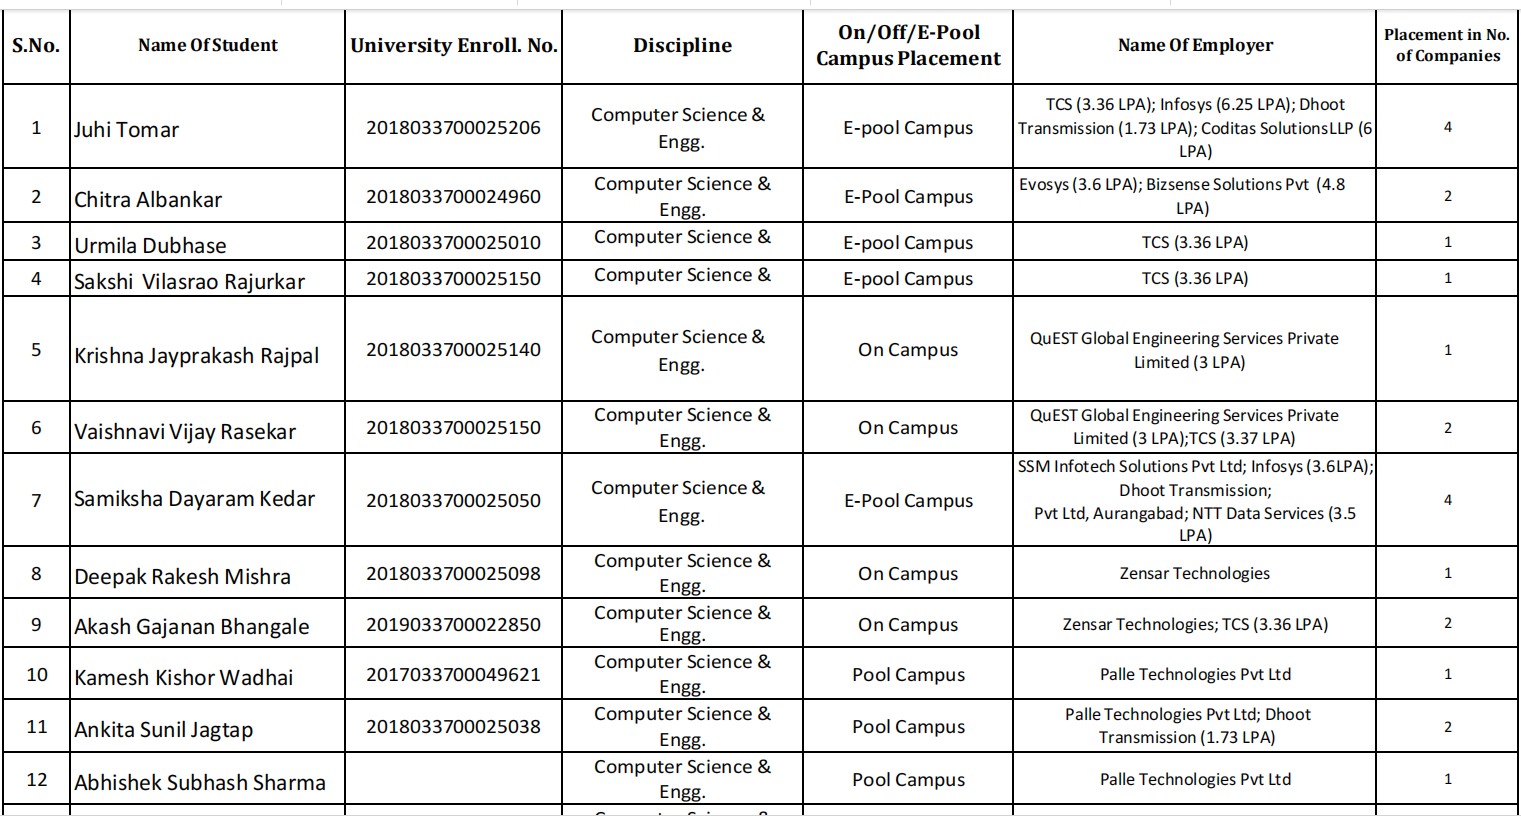 S.No. Name Of Student University Enroll. No. Discipline On/Off/E-Pool Campus Placement Name Of Employer Placement in No. of Companies
1 Juhi Tomar 2018033700025206 Computer Science & Engg. E-pool Campus TCS (3.36 LPA); Infosys (6.25 LPA); Dhoot Transmission (1.73 LPA); Coditas SolutionsLLP (6 LPA) 4
2 Chitra Albankar 2018033700024960 Computer Science & Engg. E-Pool Campus Evosys (3.6 LPA); Bizsense Solutions Pvt (4.8 LPA) 2
3 Urmila Dubhase 2018033700025010 Computer Science & E-pool Campus TCS (3.36 LPA) 1
4 Sakshi Vilasrao Rajurkar 2018033700025150 Computer Science & E-pool Campus TCS (3.36 LPA) 1
5 Krishna Jayprakash Rajpal 2018033700025140 Computer Science & Engg. On Campus QuEST Global Engineering Services Private Limited (3 LPA) 1
6 Vaishnavi Vijay Rasekar 2018033700025150 Computer Science & Engg. On Campus QuEST Global Engineering Services Private Limited (3 LPA);TCS (3.37 LPA) 2
7 Samiksha Dayaram Kedar 2018033700025050 Computer Science & Engg. E-Pool Campus SSM Infotech Solutions Pvt Ltd; Infosys (3.6LPA); Dhoot Transmission; Pvt Ltd, Aurangabad; NTT Data Services (3.5 LPA) 4
8 Deepak Rakesh Mishra 2018033700025098 Computer Science & Engg. On Campus Zensar Technologies 1
9 Akash Gajanan Bhangale 2019033700022850 Computer Science & Engg. On Campus Zensar Technologies; TCS (3.36 LPA) 2
10 Kamesh Kishor Wadhai 2017033700049621 Computer Science & Engg. Pool Campus Palle Technologies Pvt Ltd 1
11 Ankita Sunil Jagtap 2018033700025038 Computer Science & Engg. Pool Campus Palle Technologies Pvt Ltd; Dhoot Transmission (1.73 LPA) 2
12 Abhishek Subhash Sharma Computer Science & Engg. Pool Campus Palle Technologies Pvt Ltd 1